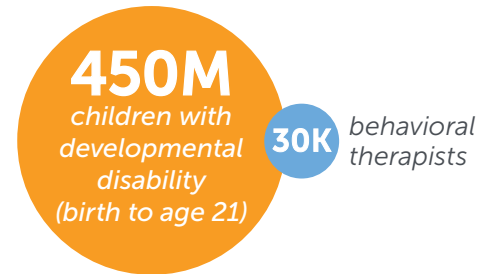 450M
children with
developmental
disability
(birth to age 21)
30K
behavioral
therapists